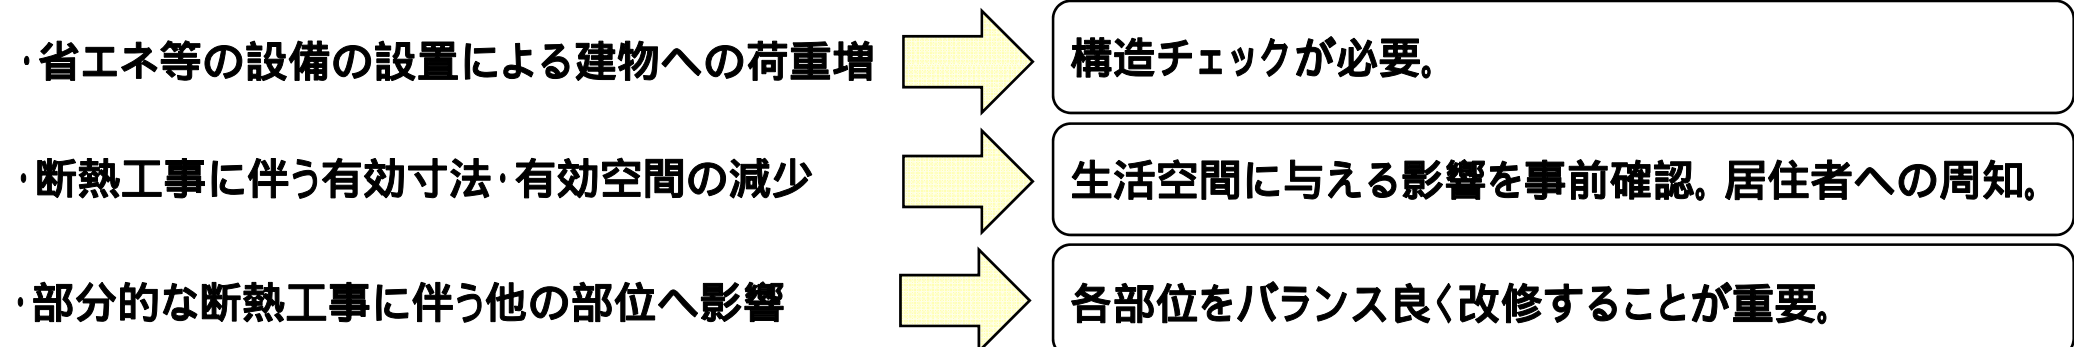 ・省エネ等の設備の設置による建物への荷重増
構造チェックが必要。
・断熱工事に伴う有効寸法・有効空間の減少
生活空間に与える影響を事前確認。居住者への周知。
・部分的な断熱工事に伴う他の部位へ影響
各部位をバランス良く改修することが重要。